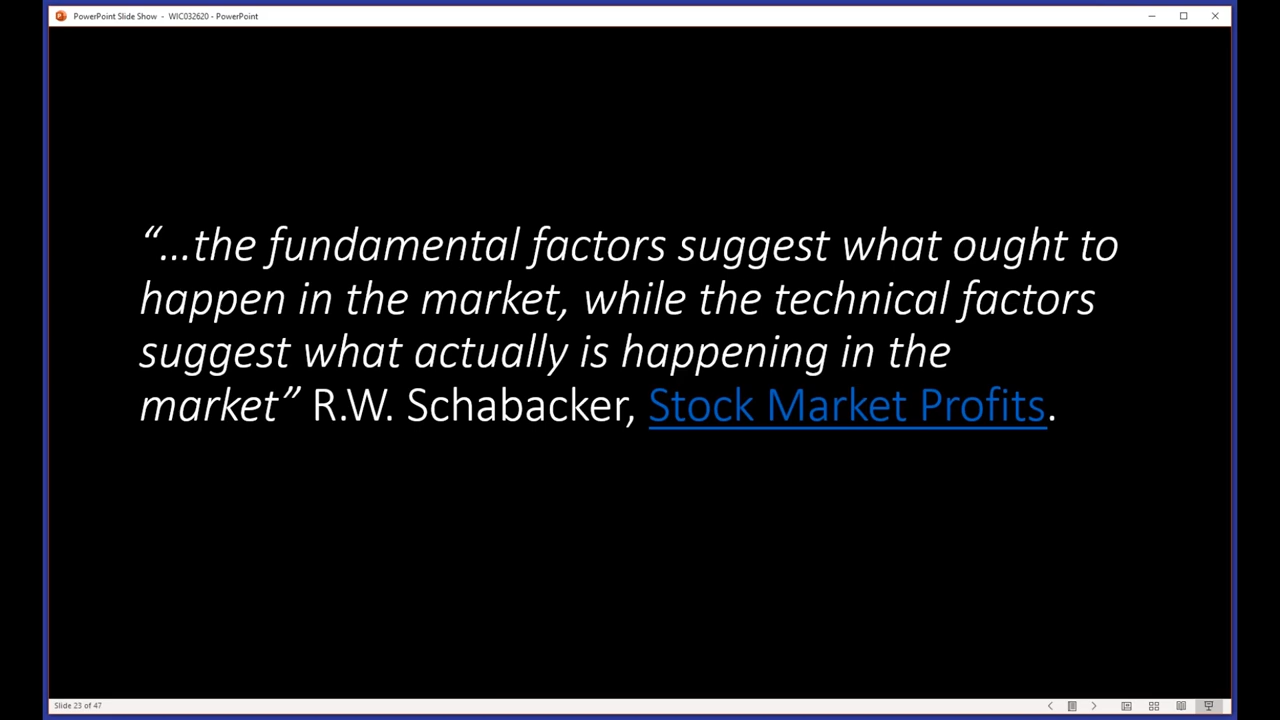 PowerPoint Slide Show - WIC032620 - PowerPoint
“…the fundamental factors suggest what ought to
happen in the market, while the technical factors
suggest what actually is happening in the
market” R.W. Schabacker, Stock Market Profits.
Slide 23 of 47